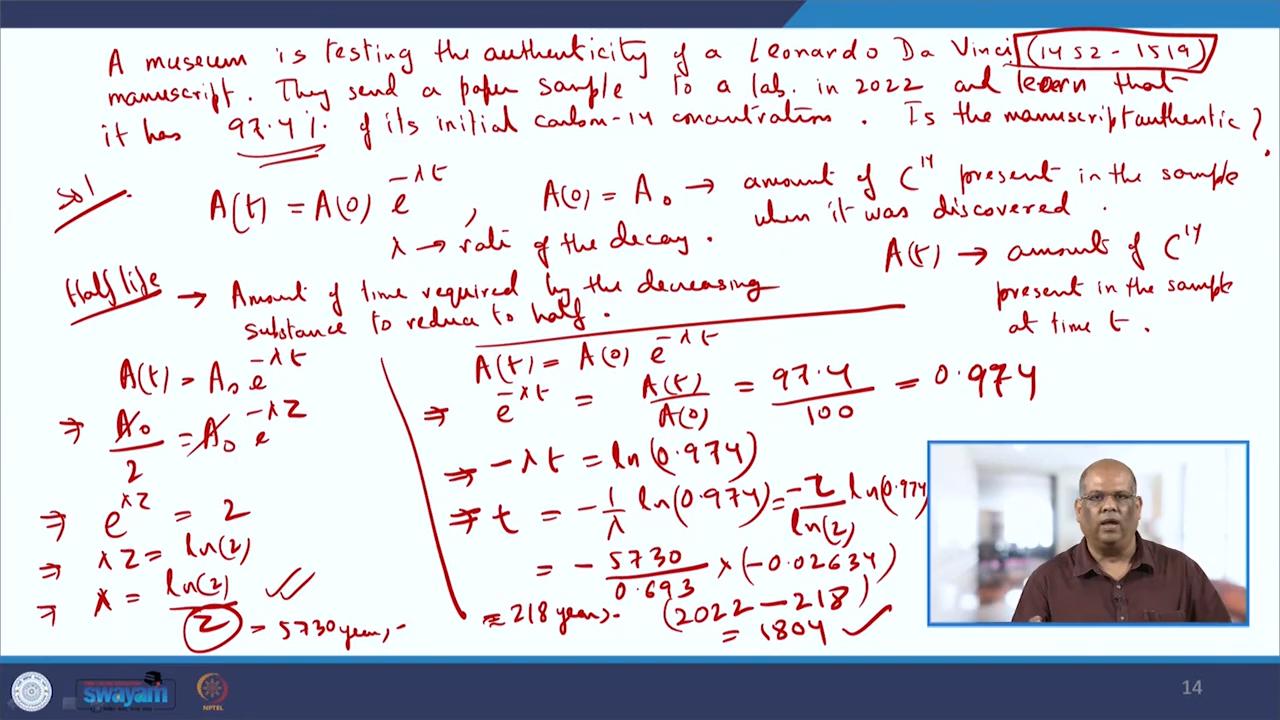 A museum is testing the authenticity of a Leonardo Da Vinci (1452 - 1519)
manuscript. They send a paper sample to a lab. in 2022 and learn that
it has 97.4%. of its initial carbon-14 concentration. Is the manuscript authentic?
Sol.
A(t) = A(0) e^{-λt}, A(0) = A₀ → amount of C^{14} present in the sample
when it was discovered.
λ → rate of the decay.
A(t) → amount of C^{14}
present in the sample
at time t.
Half life → Amount of time required by the decreasing
substance to reduce to half.
A(t) = A₀ e^{-λt}
⇒ A₀/2 = A₀ e^{-λτ}
⇒ e^{λτ} = 2
⇒ λτ = ln(2)
⇒ λ = ln(2)/τ
τ = 5730 years,-
A(t) = A(0) e^{-λt}
⇒ e^{-λt} = A(t)/A(0) = 97.4/100 = 0.974
⇒ -λt = ln(0.974)
⇒ t = -1/λ ln(0.974) = -τ/ln(2) ln(0.974)
= - 5730/0.693 × (-0.02634)
≈ 218 years,- (2022 - 218)
= 1804
swayam
NPTEL
14